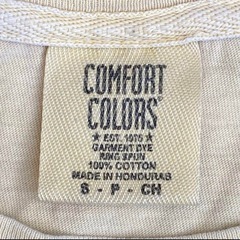 COMFORT
COLORS®
★ EST. 1975 ★
GARMENT DYE
RING SPUN
100% COTTON
MADE IN HONDURAS
S - P - CH